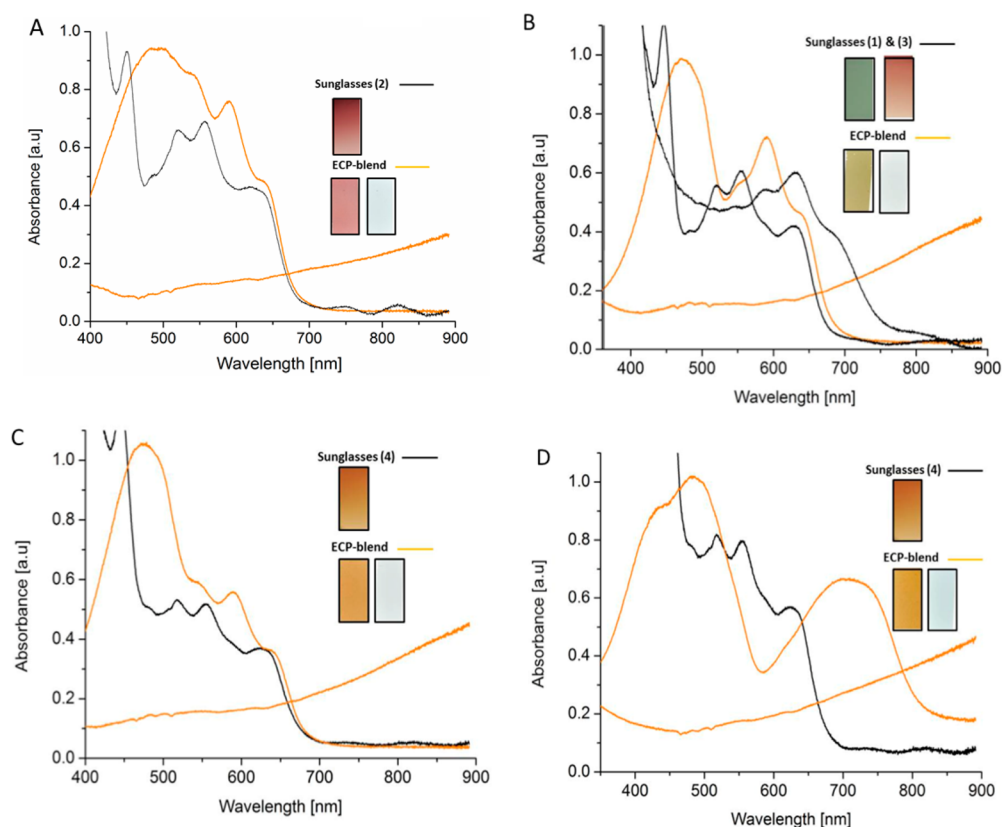 A
Absorbance [a.u]
1.0
0.8
0.6
0.4
0.2
0.0
400 450 500 600 700 800 900
Wavelength [nm]
Sunglasses (2)
ECP-blend
B
Absorbance [a.u]
1.0
0.8
0.6
0.4
0.2
0.0
400 500 600 700 800 900
Wavelength [nm]
Sunglasses (1) & (3)
ECP-blend
C
Absorbance [a.u]
1.0
0.8
0.6
0.4
0.2
0.0
400 450 500 600 700 800 900
Wavelength [nm]
Sunglasses (4)
ECP-blend
D
Absorbance [a.u]
1.0
0.8
0.6
0.4
0.2
0.0
400 500 600 700 800 900
Wavelength [nm]
Sunglasses (4)
ECP-blend